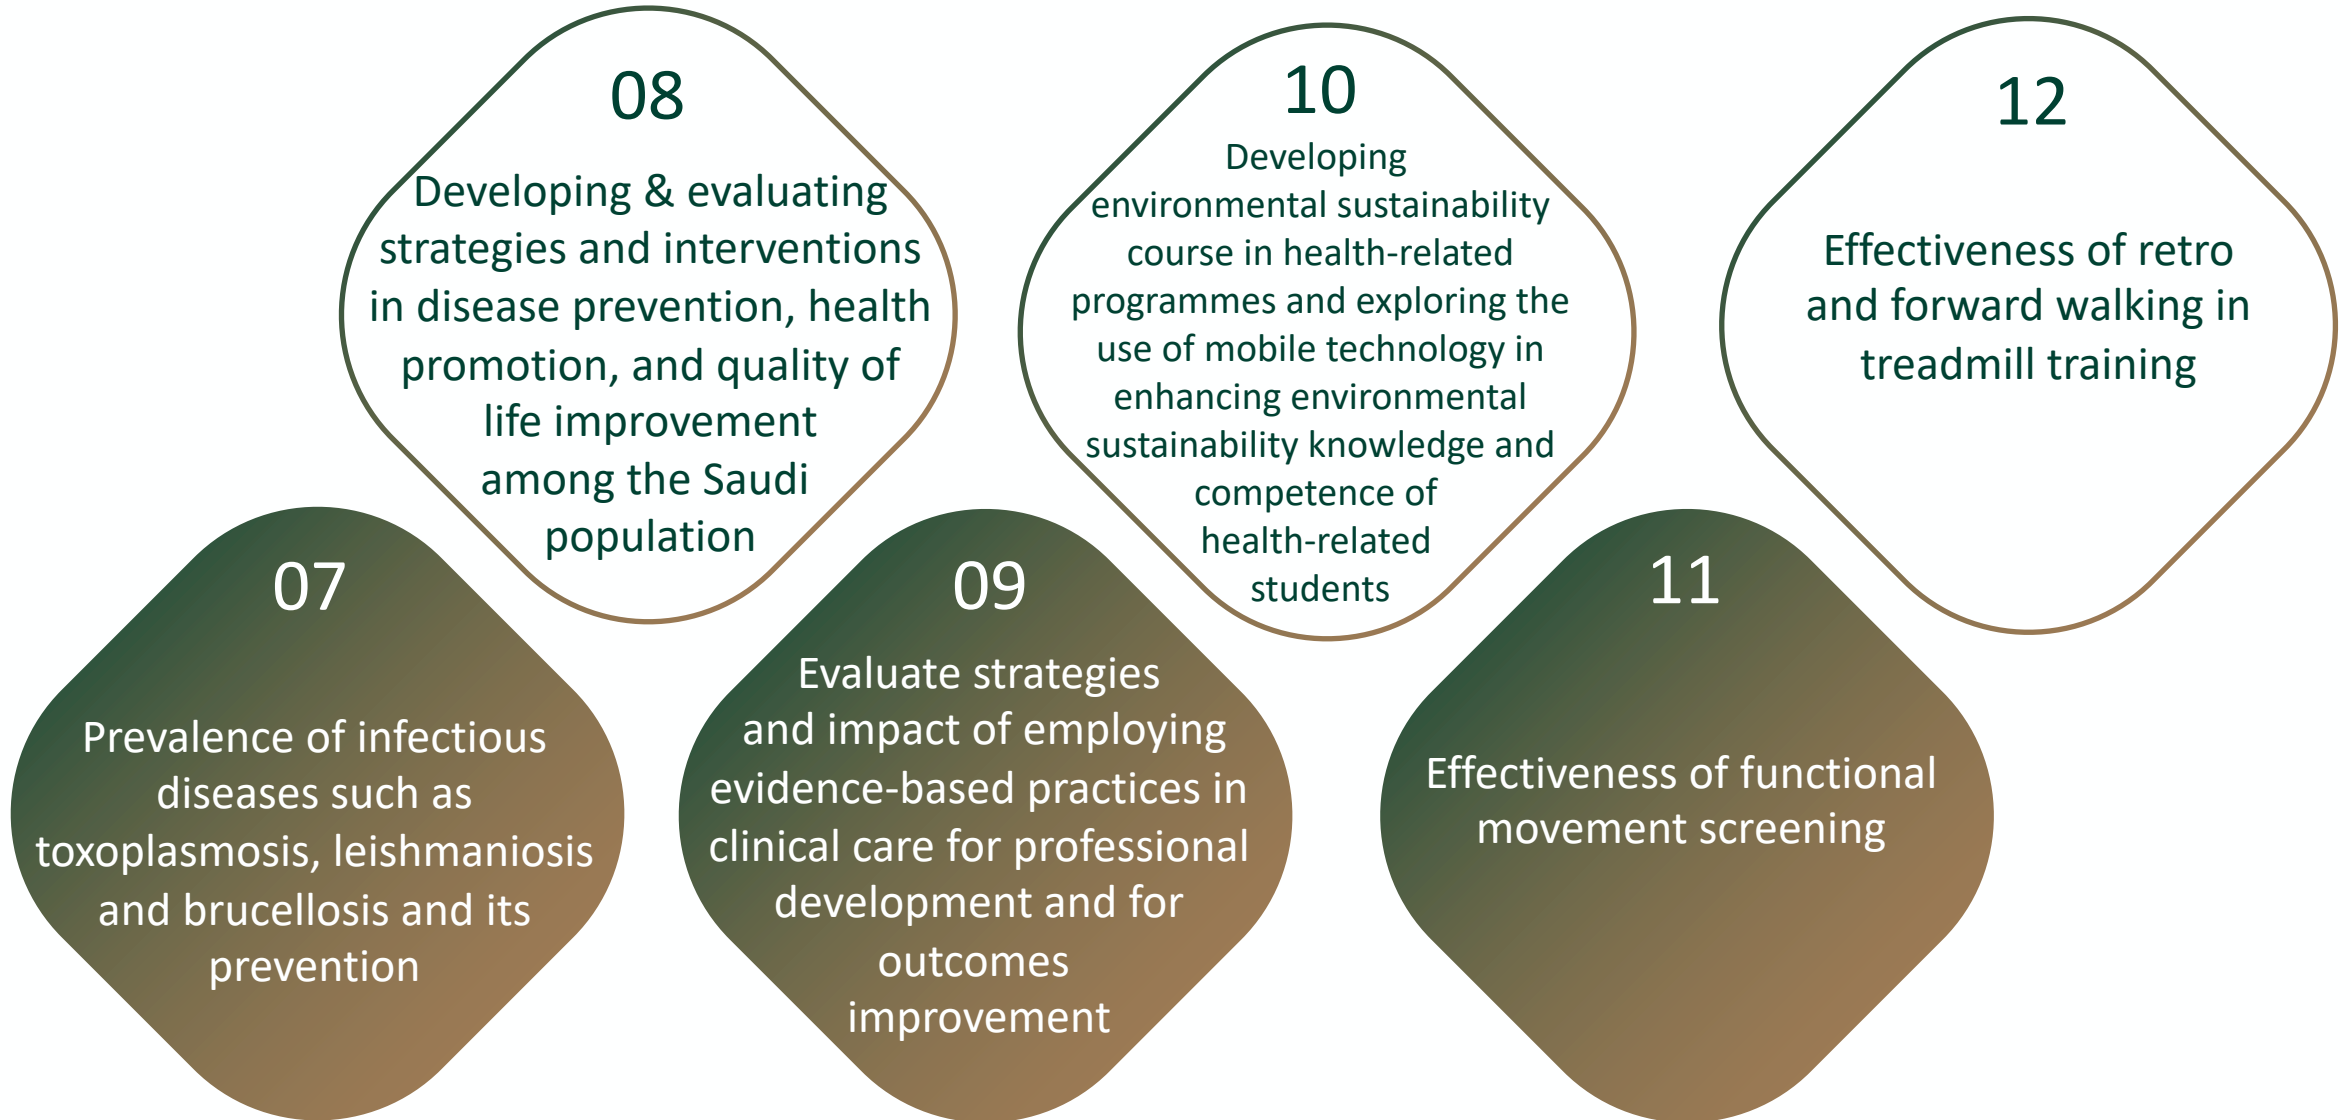 07
Prevalence of infectious
diseases such as
toxoplasmosis, leishmaniosis
and brucellosis and its
prevention
08
Developing & evaluating
strategies and interventions
in disease prevention, health
promotion, and quality of
life improvement
among the Saudi
population
09
Evaluate strategies
and impact of employing
evidence-based practices in
clinical care for professional
development and for
outcomes
improvement
10
Developing
environmental sustainability
course in health-related
programmes and exploring the
use of mobile technology in
enhancing environmental
sustainability knowledge and
competence of
health-related
students
11
Effectiveness of functional
movement screening
12
Effectiveness of retro
and forward walking in
treadmill training